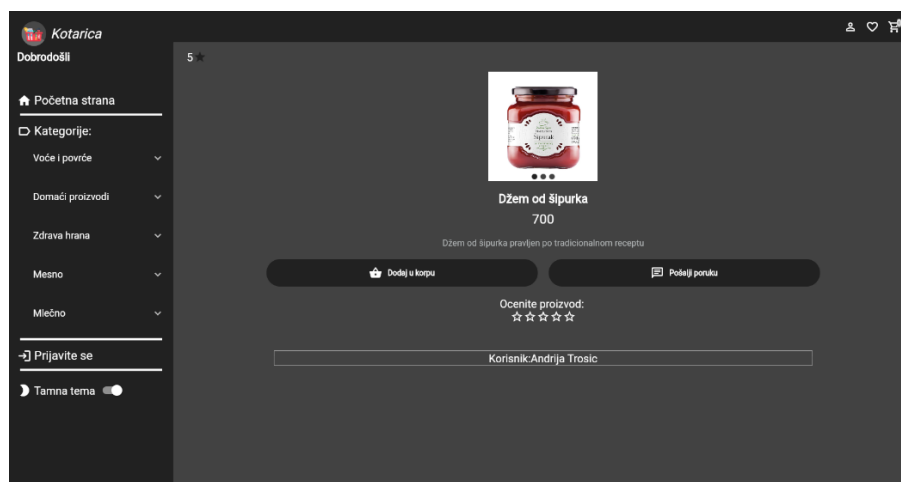 Kotarica
Dobrodošli
Početna strana
Kategorije:
Voće i povrće
Domaći proizvodi
Zdrava hrana
Mesno
Mlečno
Prijavite se
Tamna tema
5
Šipurak
Džem od šipurka
700
Džem od šipurka pravljen po tradicionalnom receptu
Dodaj u korpu
Pošalji poruku
Ocenite proizvod:
Korisnik:Andrija Trosic